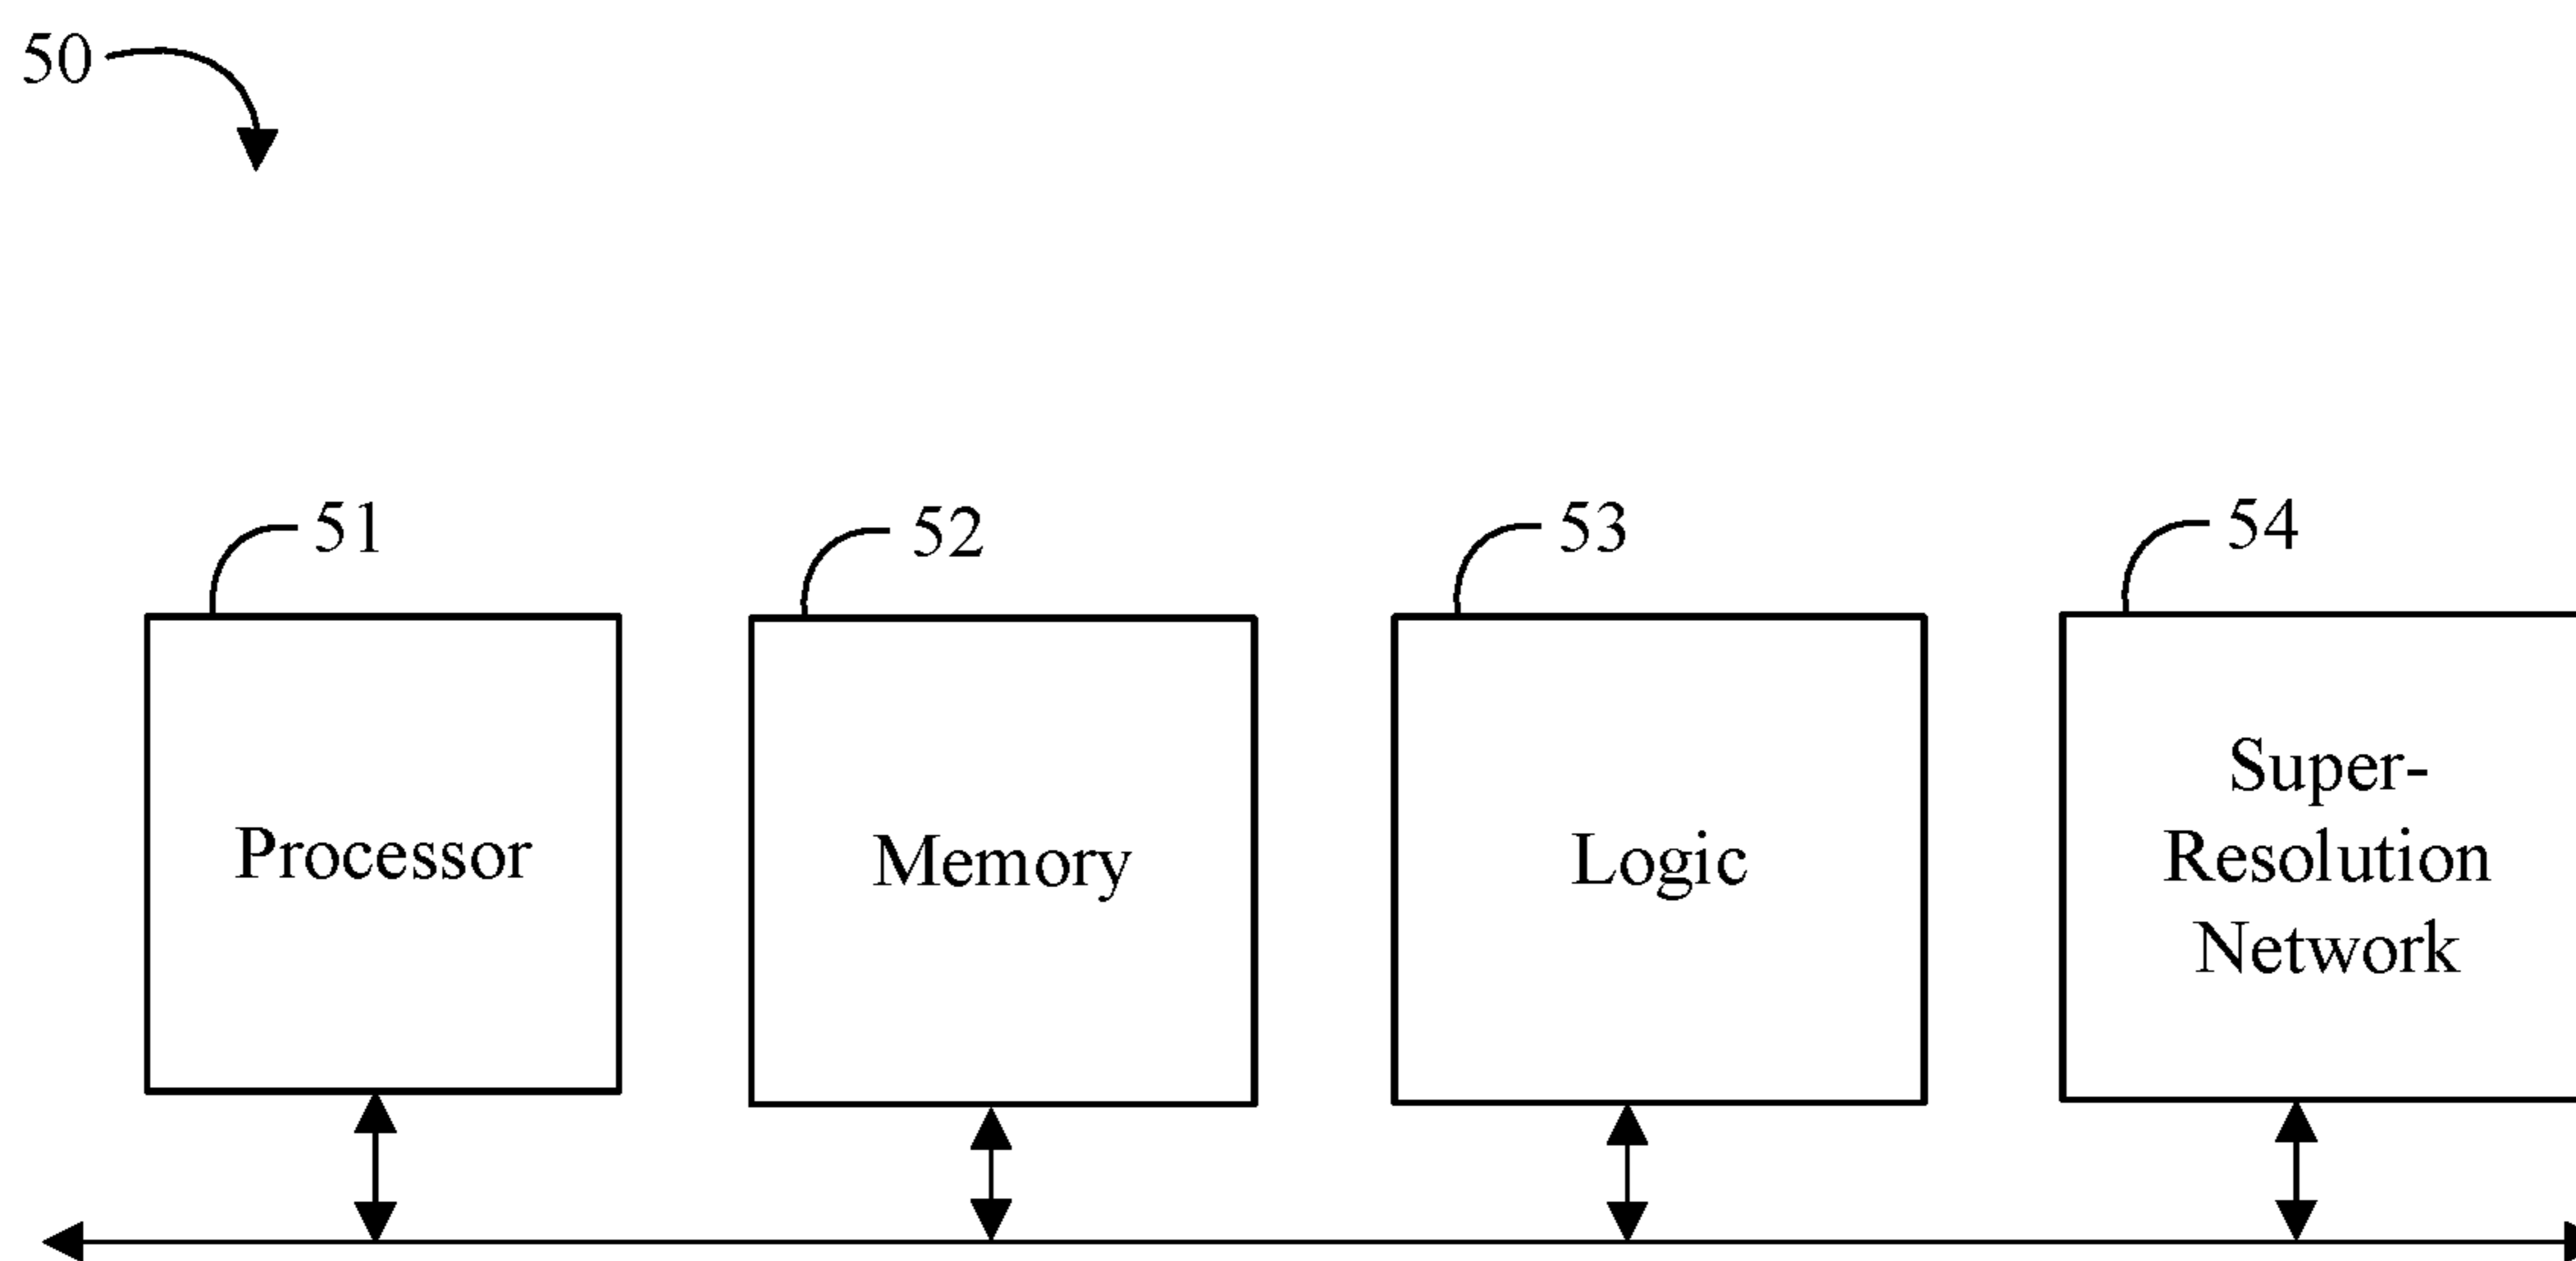 50
51
52
53
54
Processor
Memory
Logic
Super-
Resolution
Network